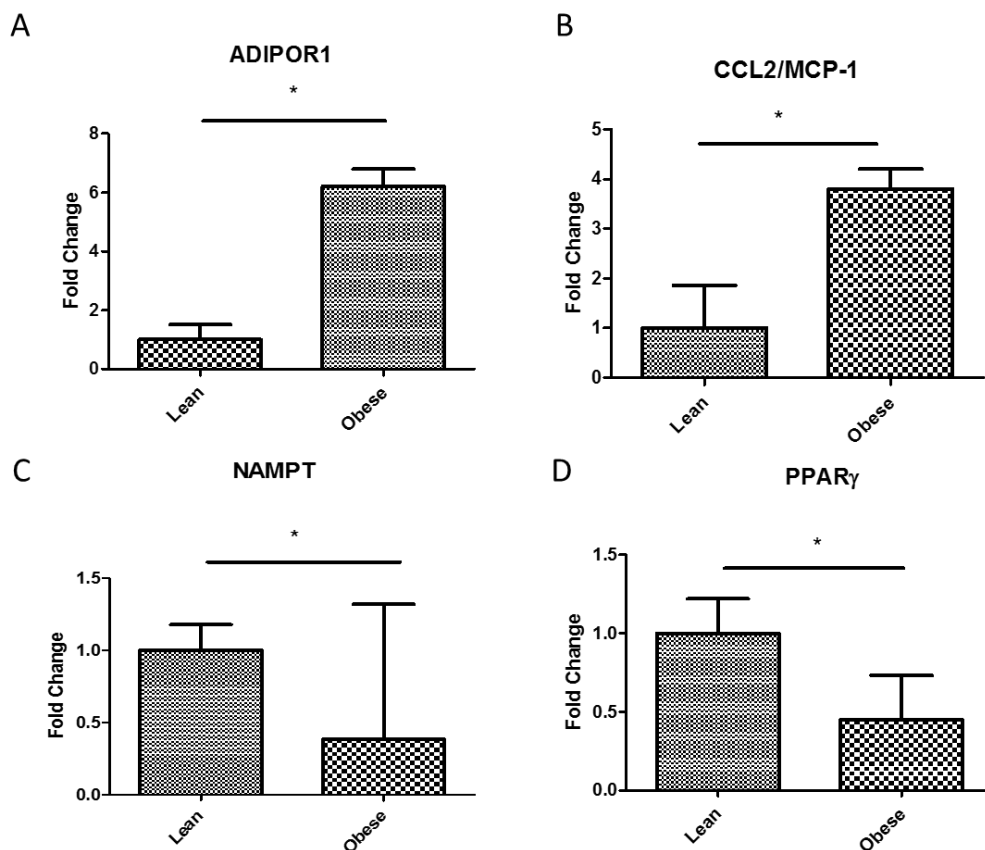 A
ADIPOR1
*
Fold Change
8
6
4
2
0
Lean
Obese
B
CCL2/MCP-1
*
Fold Change
5
4
3
2
1
0
Lean
Obese
C
NAMPT
*
Fold Change
1.5
1.0
0.5
0.0
Lean
Obese
D
PPARγ
*
Fold Change
1.5
1.0
0.5
0.0
Lean
Obese